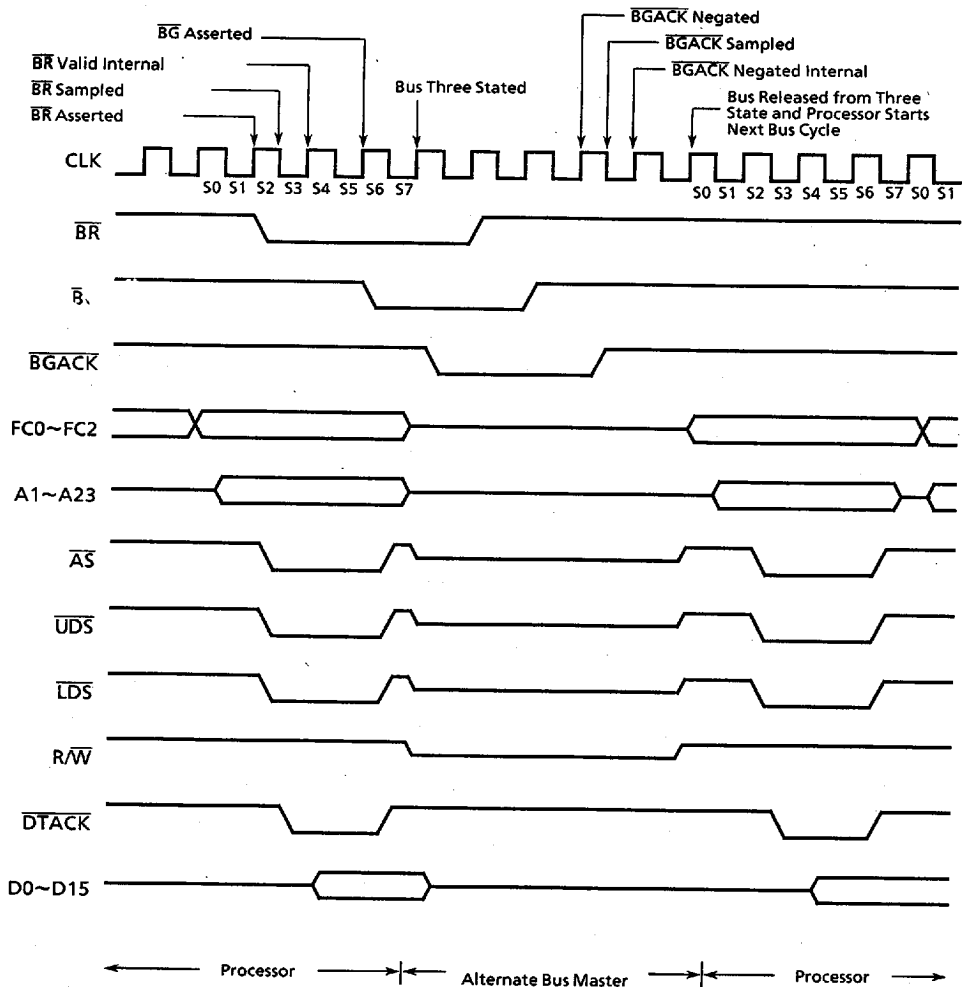 BGACK Negated
BG Asserted
BGACK Sampled
BR Valid Internal
BGACK Negated Internal
BR Sampled
Bus Three Stated
Bus Released from Three
State and Processor Starts
Next Bus Cycle
BR Asserted
CLK
S0 S1 S2 S3 S4 S5 S6 S7 S0 S1 S2 S3 S4 S5 S6 S7 S0 S1
BR
B
BGACK
FC0~FC2
A1~A23
AS
UDS
LDS
R/W
DTACK
D0~D15
Processor Alternate Bus Master Processor